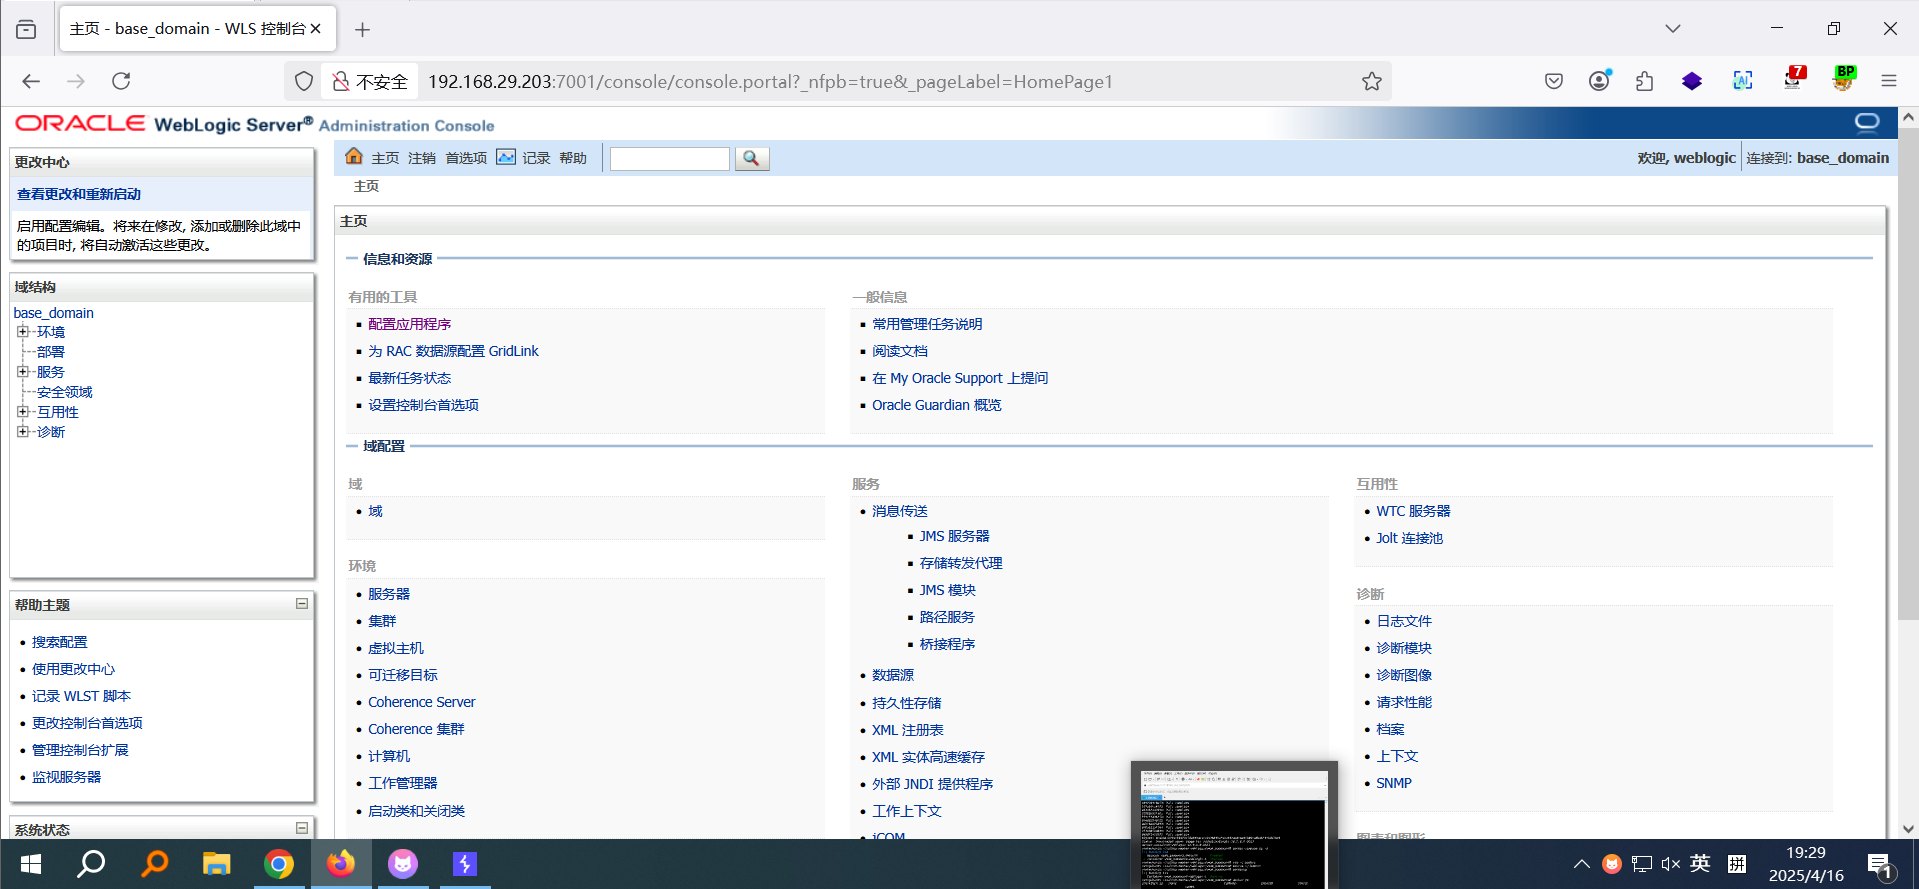 主页 - base_domain - WLS 控制台
不安全
192.168.29.203:7001/console/console.portal?_nfpb=true&_pageLabel=HomePage1
7
BP
ORACLE WebLogic Server® Administration Console
更改中心
查看更改和重新启动
启用配置编辑。将来在修改, 添加或删除此域中
的项目时, 将自动激活这些更改。
域结构
base_domain
环境
部署
服务
安全领域
互用性
诊断
帮助主题
搜索配置
使用更改中心
记录 WLST 脚本
更改控制台首选项
管理控制台扩展
监视服务器
系统状态
主页 注销 首选项 记录 帮助
欢迎, weblogic 连接到: base_domain
主页
主页
信息和资源
有用的工具
配置应用程序
为 RAC 数据源配置 GridLink
最新任务状态
设置控制台首选项
一般信息
常用管理任务说明
阅读文档
在 My Oracle Support 上提问
Oracle Guardian 概览
域配置
域
域
环境
服务器
集群
虚拟主机
可迁移目标
Coherence Server
Coherence 集群
计算机
工作管理器
启动类和关闭类
服务
消息传送
JMS 服务器
存储转发代理
JMS 模块
路径服务
桥接程序
数据源
持久性存储
XML 注册表
XML 实体高速缓存
外部 JNDI 提供程序
工作上下文
jCOM
互用性
WTC 服务器
Jolt 连接池
诊断
日志文件
诊断模块
诊断图像
请求性能
档案
上下文
SNMP
图表和图形
英
拼
19:29
2025/4/16
1